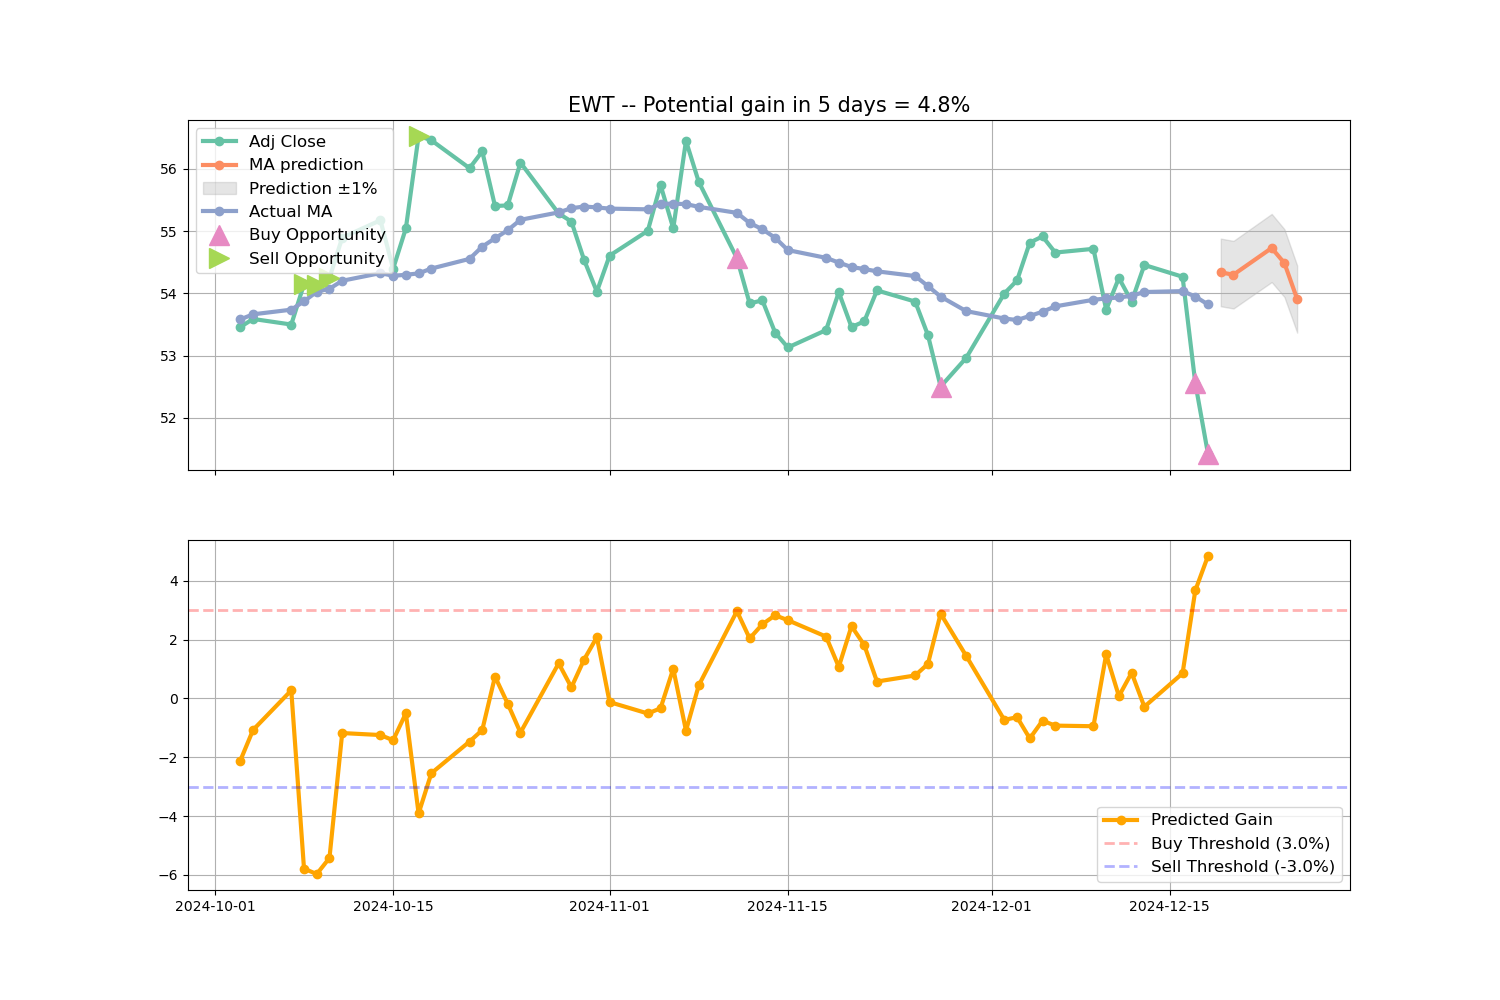 EWT -- Potential gain in 5 days = 4.8%
Adj Close
MA prediction
Prediction ±1%
Actual MA
Buy Opportunity
Sell Opportunity
56
55
54
53
52
4
2
0
−2
−4
−6
Predicted Gain
Buy Threshold (3.0%)
Sell Threshold (-3.0%)
2024-10-01
2024-10-15
2024-11-01
2024-11-15
2024-12-01
2024-12-15